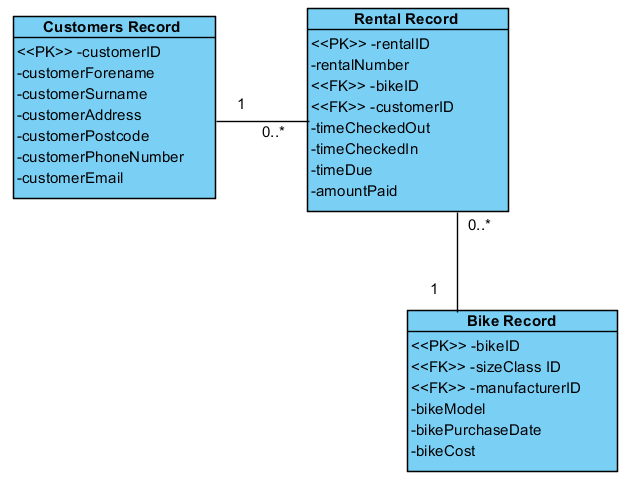 Customers Record
<<PK>> -customerID
-customerForename
-customerSurname
-customerAddress
-customerPostcode
-customerPhoneNumber
-customerEmail
1
0..*
Rental Record
<<PK>> -rentalID
-rentalNumber
<<FK>> -bikeID
<<FK>> -customerID
-timeCheckedOut
-timeCheckedIn
-timeDue
-amountPaid
0..*
1
Bike Record
<<PK>> -bikeID
<<FK>> -sizeClass ID
<<FK>> -manufacturerID
-bikeModel
-bikePurchaseDate
-bikeCost